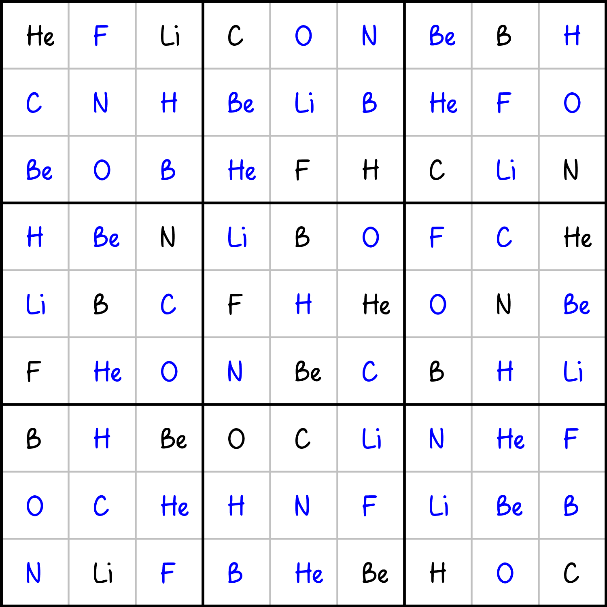 He F Li C O N Be B H
C N H Be Li B He F O
Be O B He F H C Li N
H Be N Li B O F C He
Li B C F H He O N Be
F He O N Be C B H Li
B H Be O C Li N He F
O C He H N F Li Be B
N Li F B He Be H O C